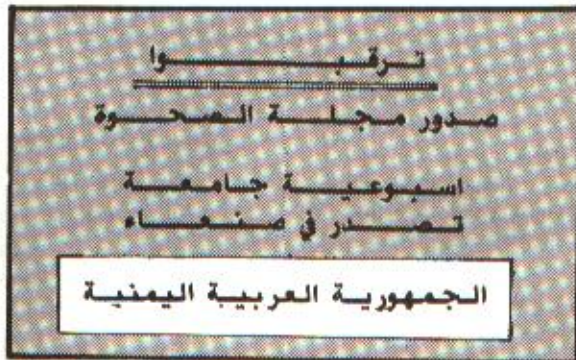 ترقبوا
صدور مجلة الصحوة
اسبوعية جامعة
تصدر في صنعاء
الجمهورية العربية اليمنية